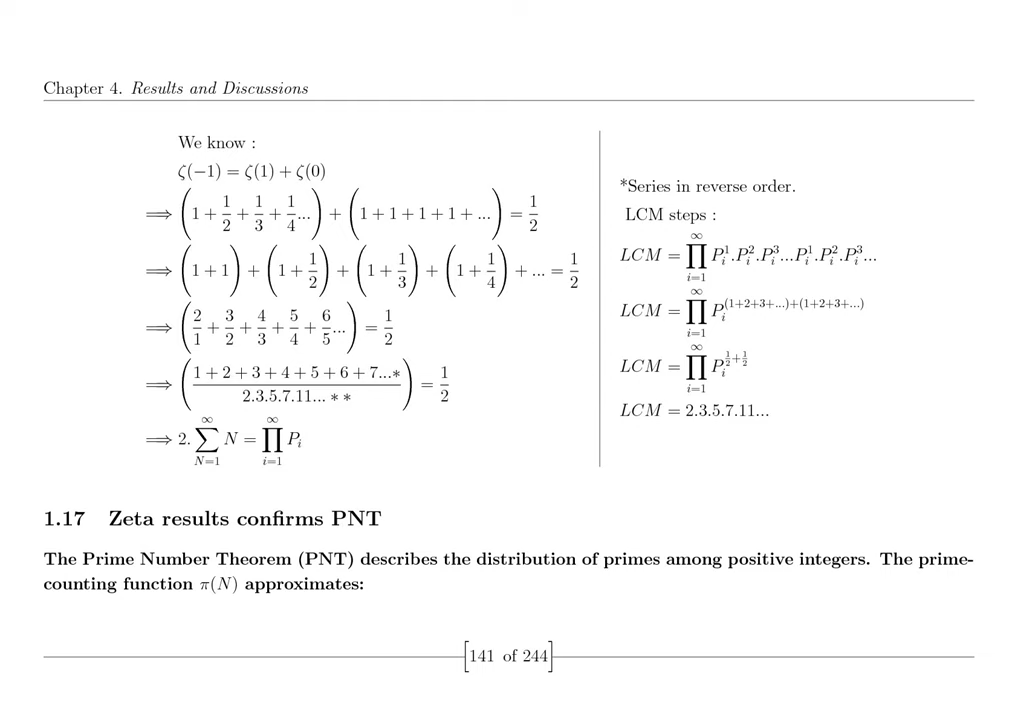 Chapter 4. Results and Discussions
We know :
ζ(−1) = ζ(1) + ζ(0)
⟹ (1 + 1/2 + 1/3 + 1/4...) + (1 + 1 + 1 + 1 + ...) = 1/2
⟹ (1 + 1) + (1 + 1/2) + (1 + 1/3) + (1 + 1/4) + ... = 1/2
⟹ (2/1 + 3/2 + 4/3 + 5/4 + 6/5...) = 1/2
⟹ (1 + 2 + 3 + 4 + 5 + 6 + 7...∗ / 2.3.5.7.11... ∗ ∗) = 1/2
⟹ 2. ∑_{N=1}^{∞} N = ∏_{i=1}^{∞} P_i
*Series in reverse order.
LCM steps :
LCM = ∏_{i=1}^{∞} P_i^1.P_i^2.P_i^3...P_i^1.P_i^2.P_i^3...
LCM = ∏_{i=1}^{∞} P_i^{(1+2+3+...)+(1+2+3+...)}
LCM = ∏_{i=1}^{∞} P_i^{1/2+1/2}
LCM = 2.3.5.7.11...
1.17 Zeta results confirms PNT
The Prime Number Theorem (PNT) describes the distribution of primes among positive integers. The prime-
counting function π(N) approximates:
[141 of 244]